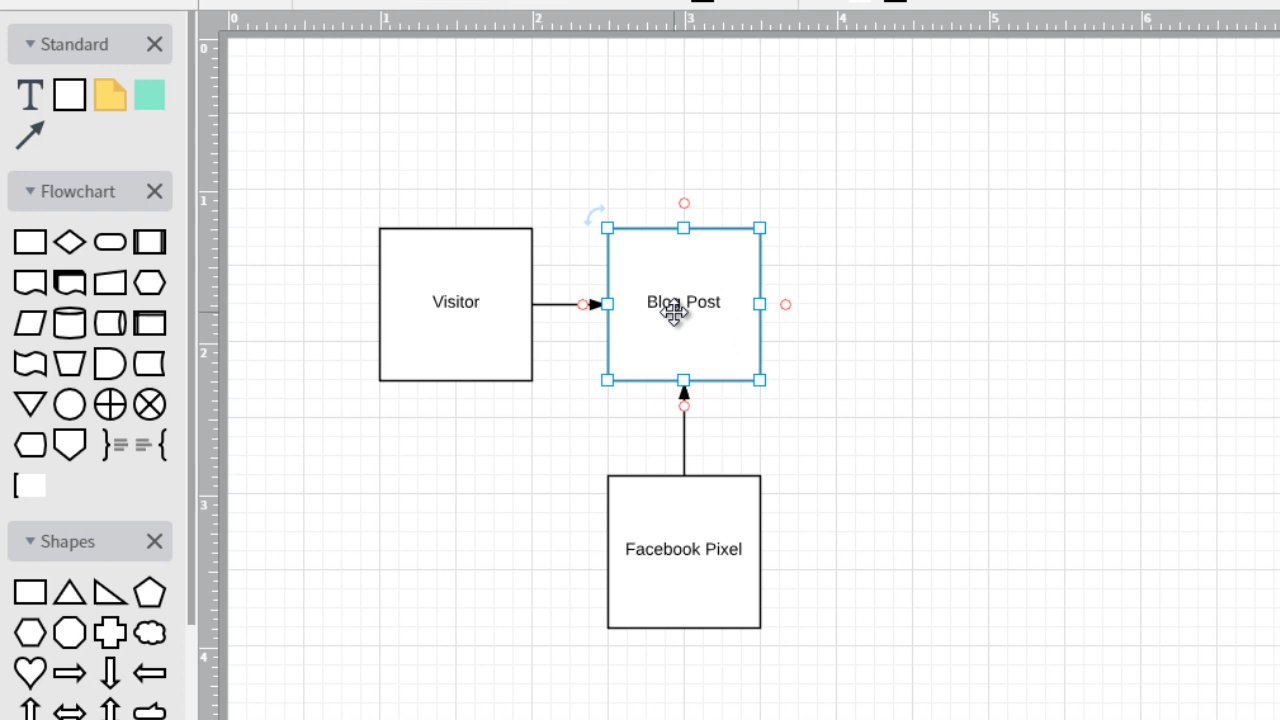 0 1 2 3 4 5 6
Standard
0
T
Flowchart
1
Visitor
Blog Post
2
3
Shapes
Facebook Pixel
4